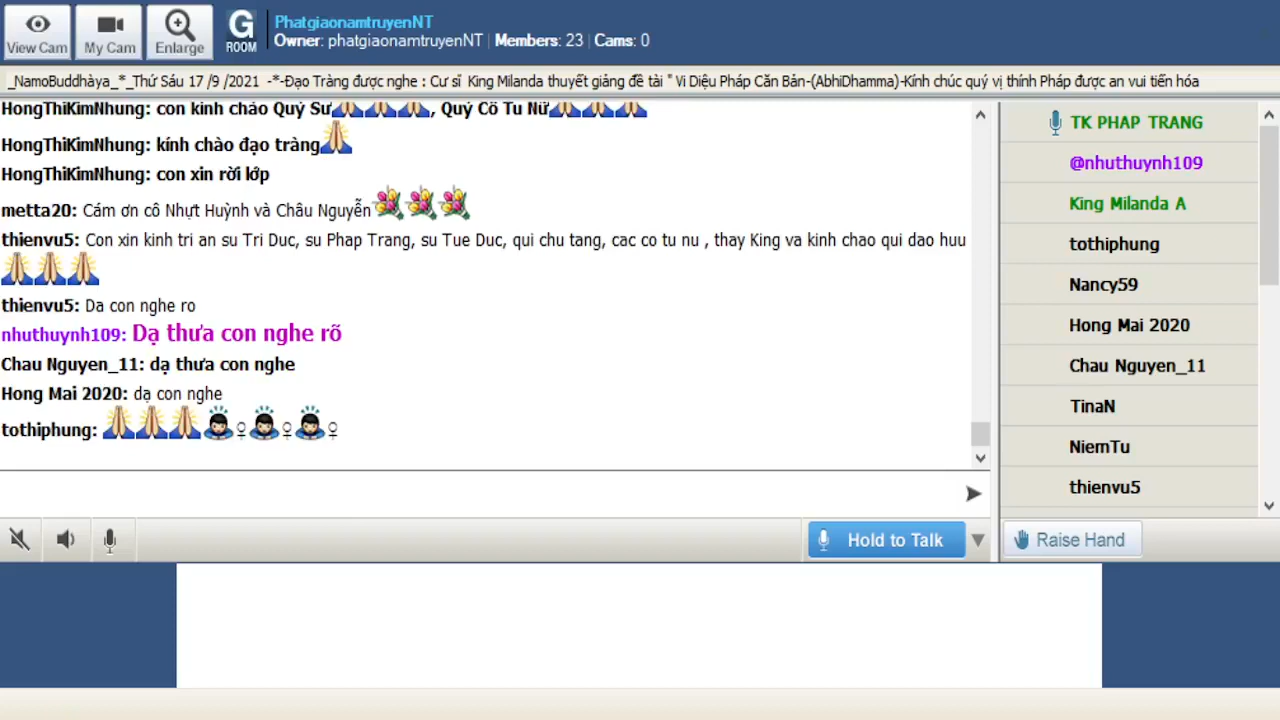 View Cam
My Cam
Enlarge
G
ROOM
PhatgiaonamtruyenNT
Owner: phatgiaonamtruyenNT | Members: 23 | Cams: 0
_NamoBuddhàya_*_Thứ Sáu 17 /9 /2021 -*-Đạo Tràng được nghe : Cư sĩ King Milanda thuyết giảng đề tài " Vi Diệu Pháp Căn Bản-(AbhiDhamma)-Kính chúc quý vị thính Pháp được an vui tiến hóa
HongThiKimNhung: con kính chào Quý Sư🙏🙏🙏, Quý Cô Tu Nữ🙏🙏🙏
HongThiKimNhung: kính chào đạo tràng🙏
HongThiKimNhung: con xin rời lớp
metta20: Cám ơn cô Nhựt Huỳnh và Châu Nguyễn💐💐💐
thienvu5: Con xin kinh tri an su Tri Duc, su Phap Trang, su Tue Duc, qui chu tang, cac co tu nu , thay King va kinh chao qui dao huu
🙏🙏🙏
thienvu5: Da con nghe ro
nhuthuynh109: Dạ thưa con nghe rõ
Chau Nguyen_11: dạ thưa con nghe
Hong Mai 2020: dạ con nghe
tothiphung: 🙏🙏🙏🙇♀🙇♀🙇♀
TK PHAP TRANG
@nhuthuynh109
King Milanda A
tothiphung
Nancy59
Hong Mai 2020
Chau Nguyen_11
TinaN
NiemTu
thienvu5
Hold to Talk
Raise Hand